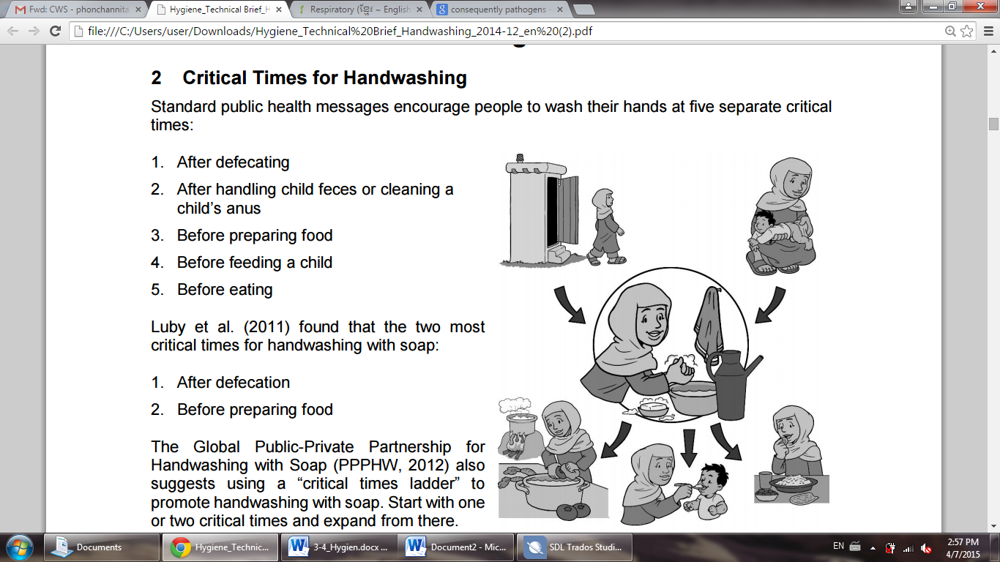 Fwd: CWS - phonchannita
Hygiene_Technical Brief_H
Respiratory (ខ្មែរ ~ English
consequently pathogens -
file:///C:/Users/user/Downloads/Hygiene_Technical%20Brief_Handwashing_2014-12_en%20(2).pdf
2 Critical Times for Handwashing
Standard public health messages encourage people to wash their hands at five separate critical
times:
1. After defecating
2. After handling child feces or cleaning a
child’s anus
3. Before preparing food
4. Before feeding a child
5. Before eating
Luby et al. (2011) found that the two most
critical times for handwashing with soap:
1. After defecation
2. Before preparing food
The Global Public-Private Partnership for
Handwashing with Soap (PPPHW, 2012) also
suggests using a “critical times ladder” to
promote handwashing with soap. Start with one
or two critical times and expand from there.
Documents
Hygiene_Technic...
3-4_Hygien.docx ...
Document2 - Mic...
SDL Trados Studi...
EN
2:57 PM
4/7/2015